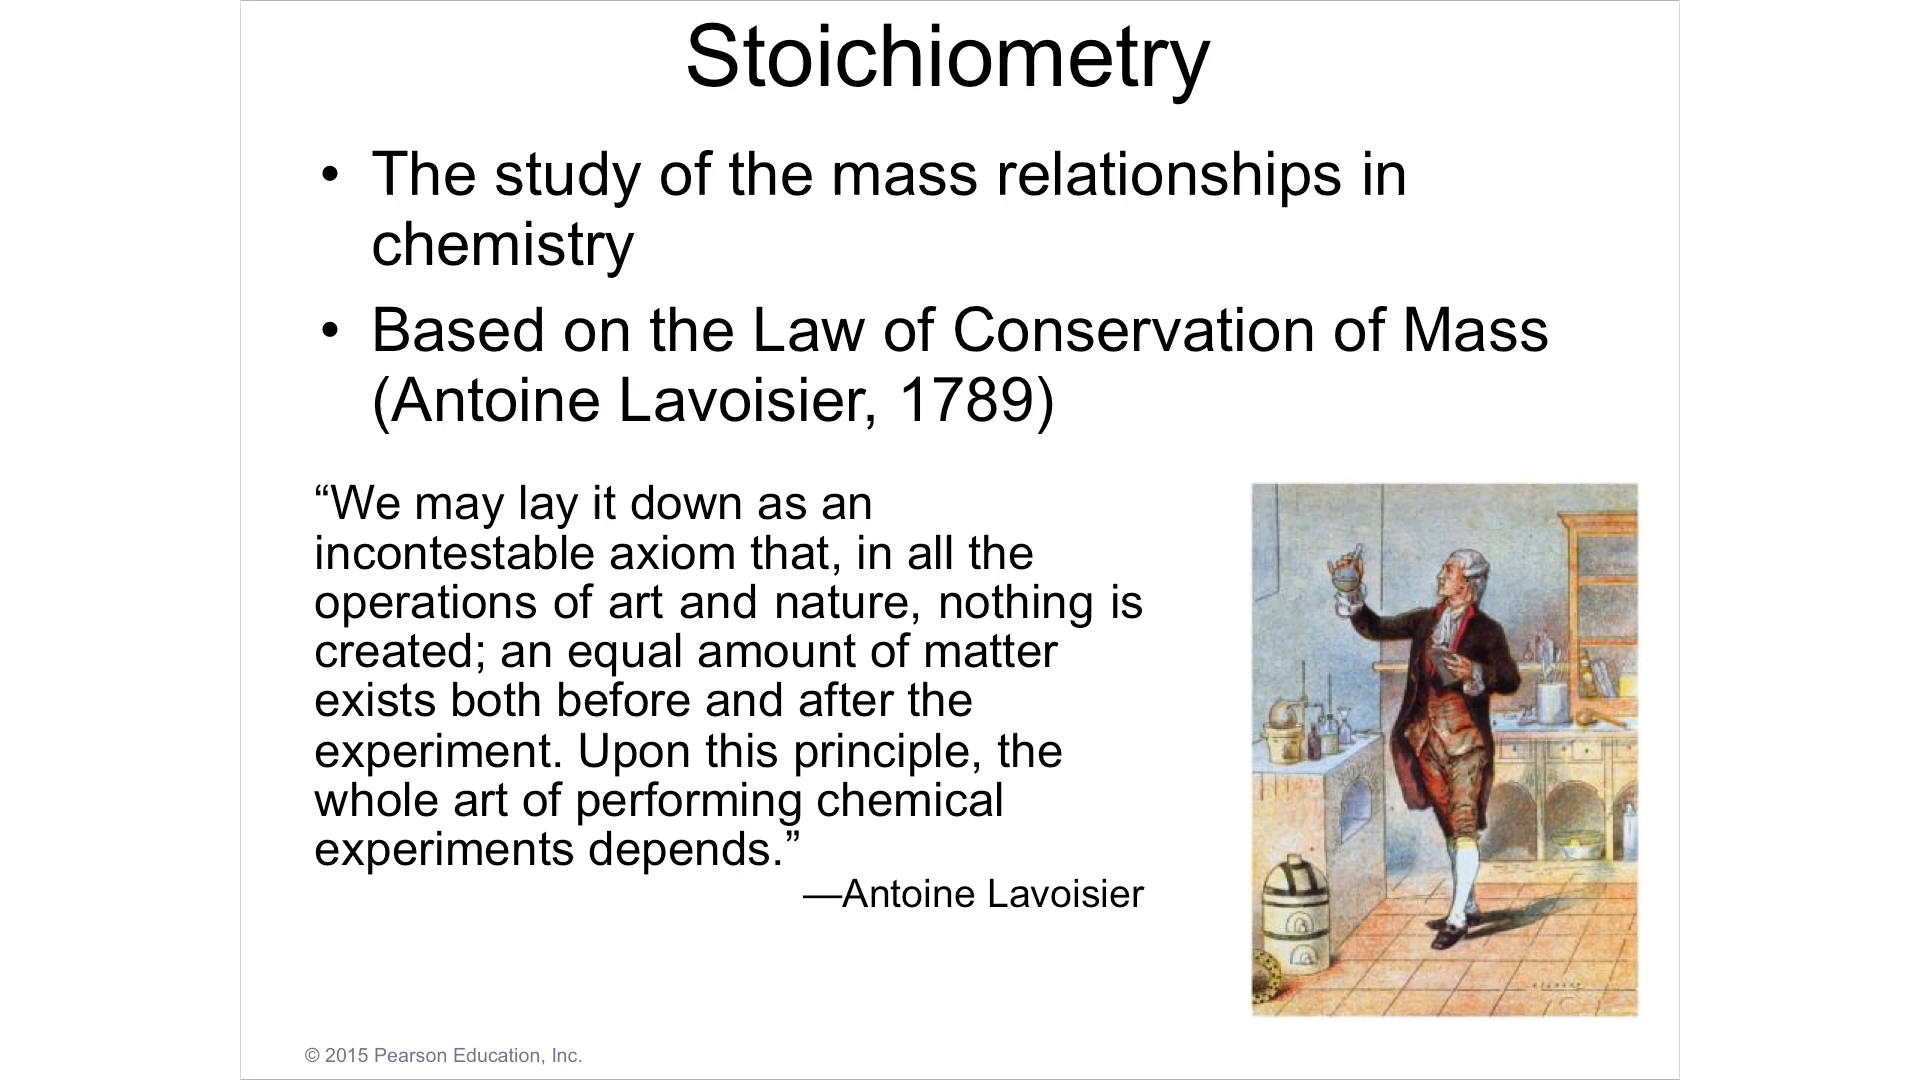 Stoichiometry
• The study of the mass relationships in
chemistry
• Based on the Law of Conservation of Mass
(Antoine Lavoisier, 1789)
“We may lay it down as an
incontestable axiom that, in all the
operations of art and nature, nothing is
created; an equal amount of matter
exists both before and after the
experiment. Upon this principle, the
whole art of performing chemical
experiments depends.”
—Antoine Lavoisier
© 2015 Pearson Education, Inc.